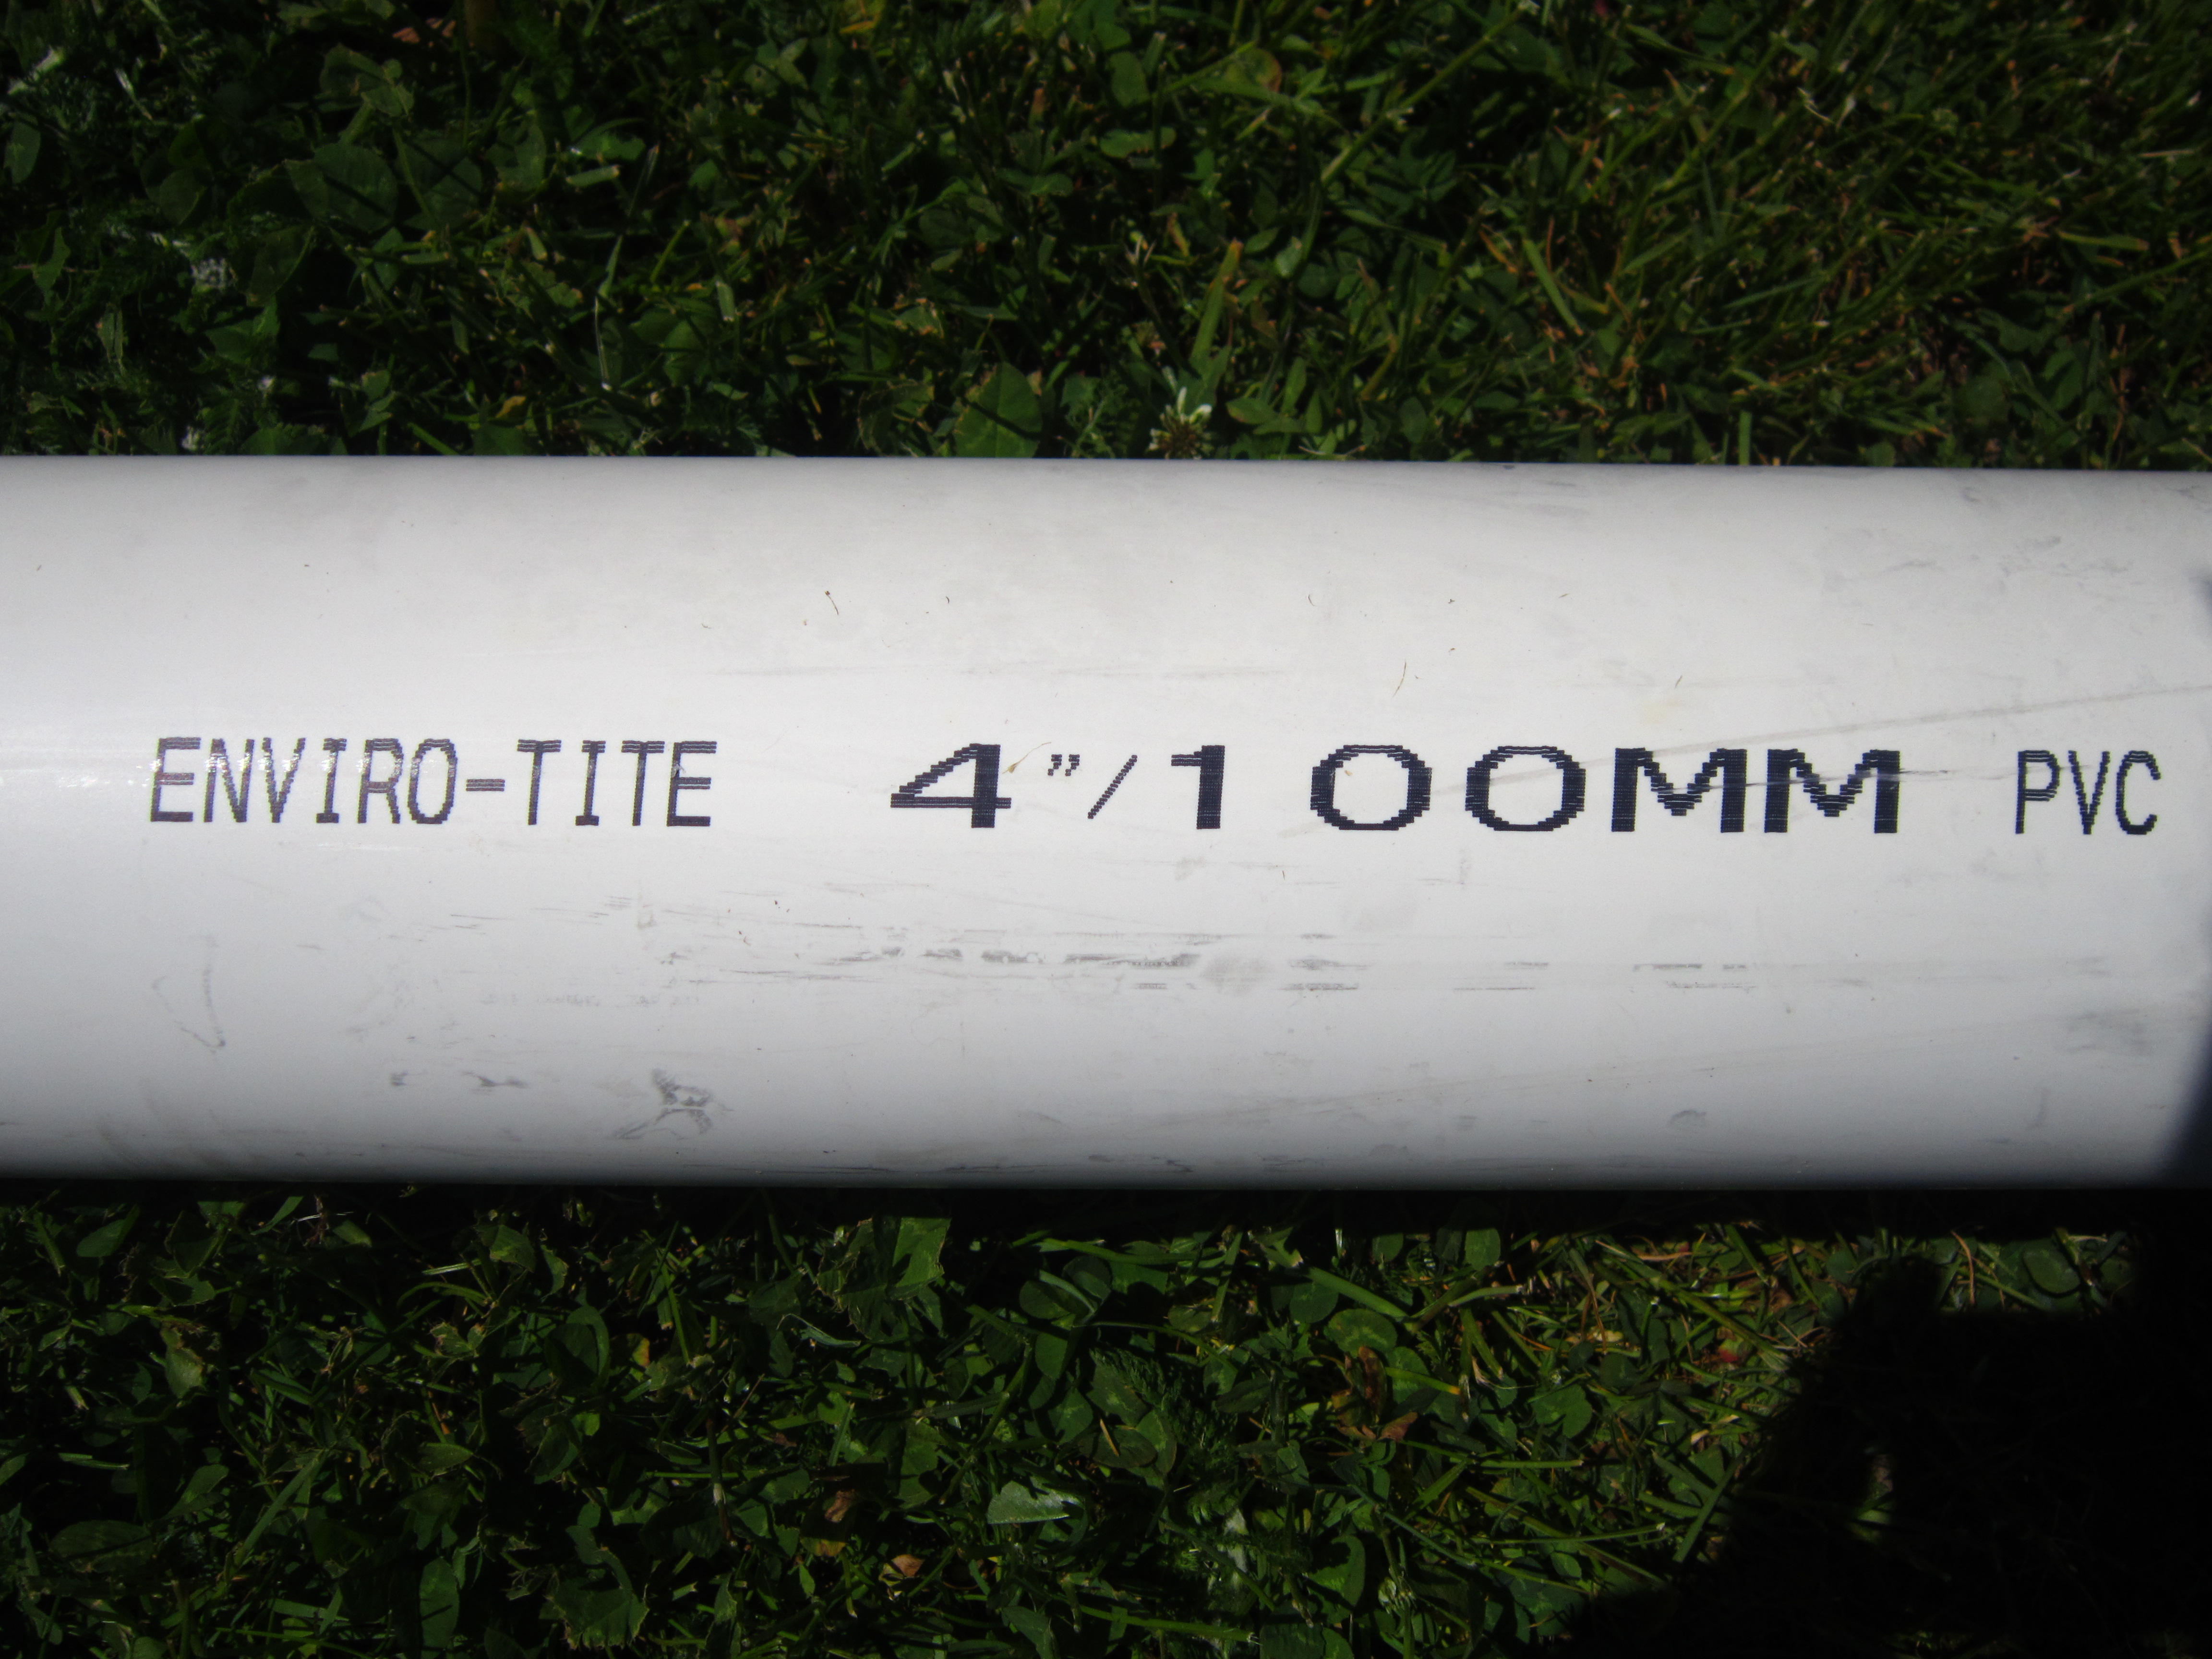 ENVIRO-TITE 4"/100MM PVC